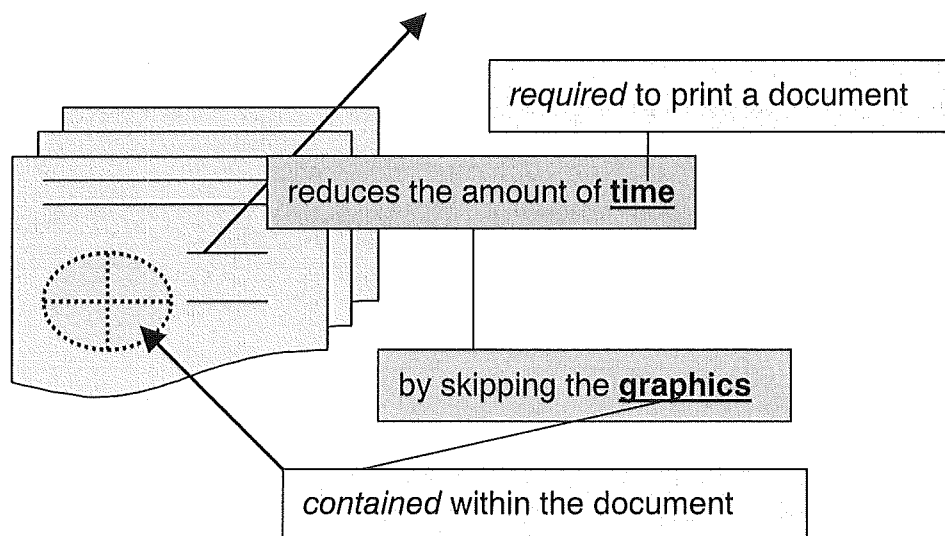 required to print a document
reduces the amount of time
by skipping the graphics
contained within the document